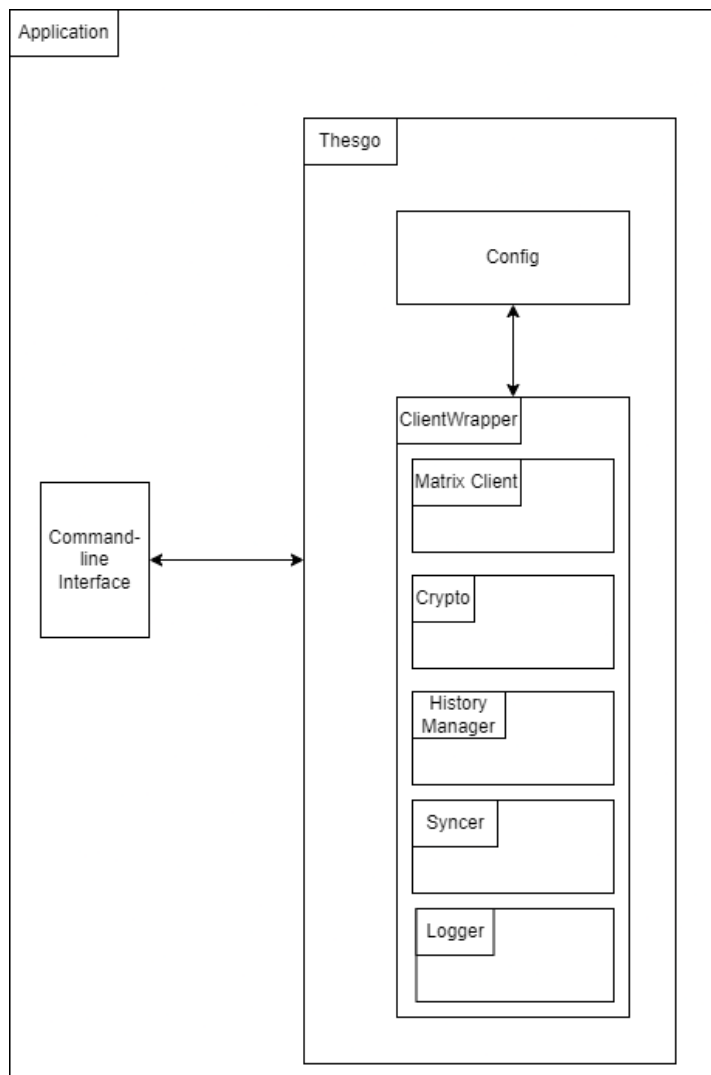 Application
Thesgo
Config
ClientWrapper
Matrix Client
Command-
line
Interface
Crypto
History
Manager
Syncer
Logger